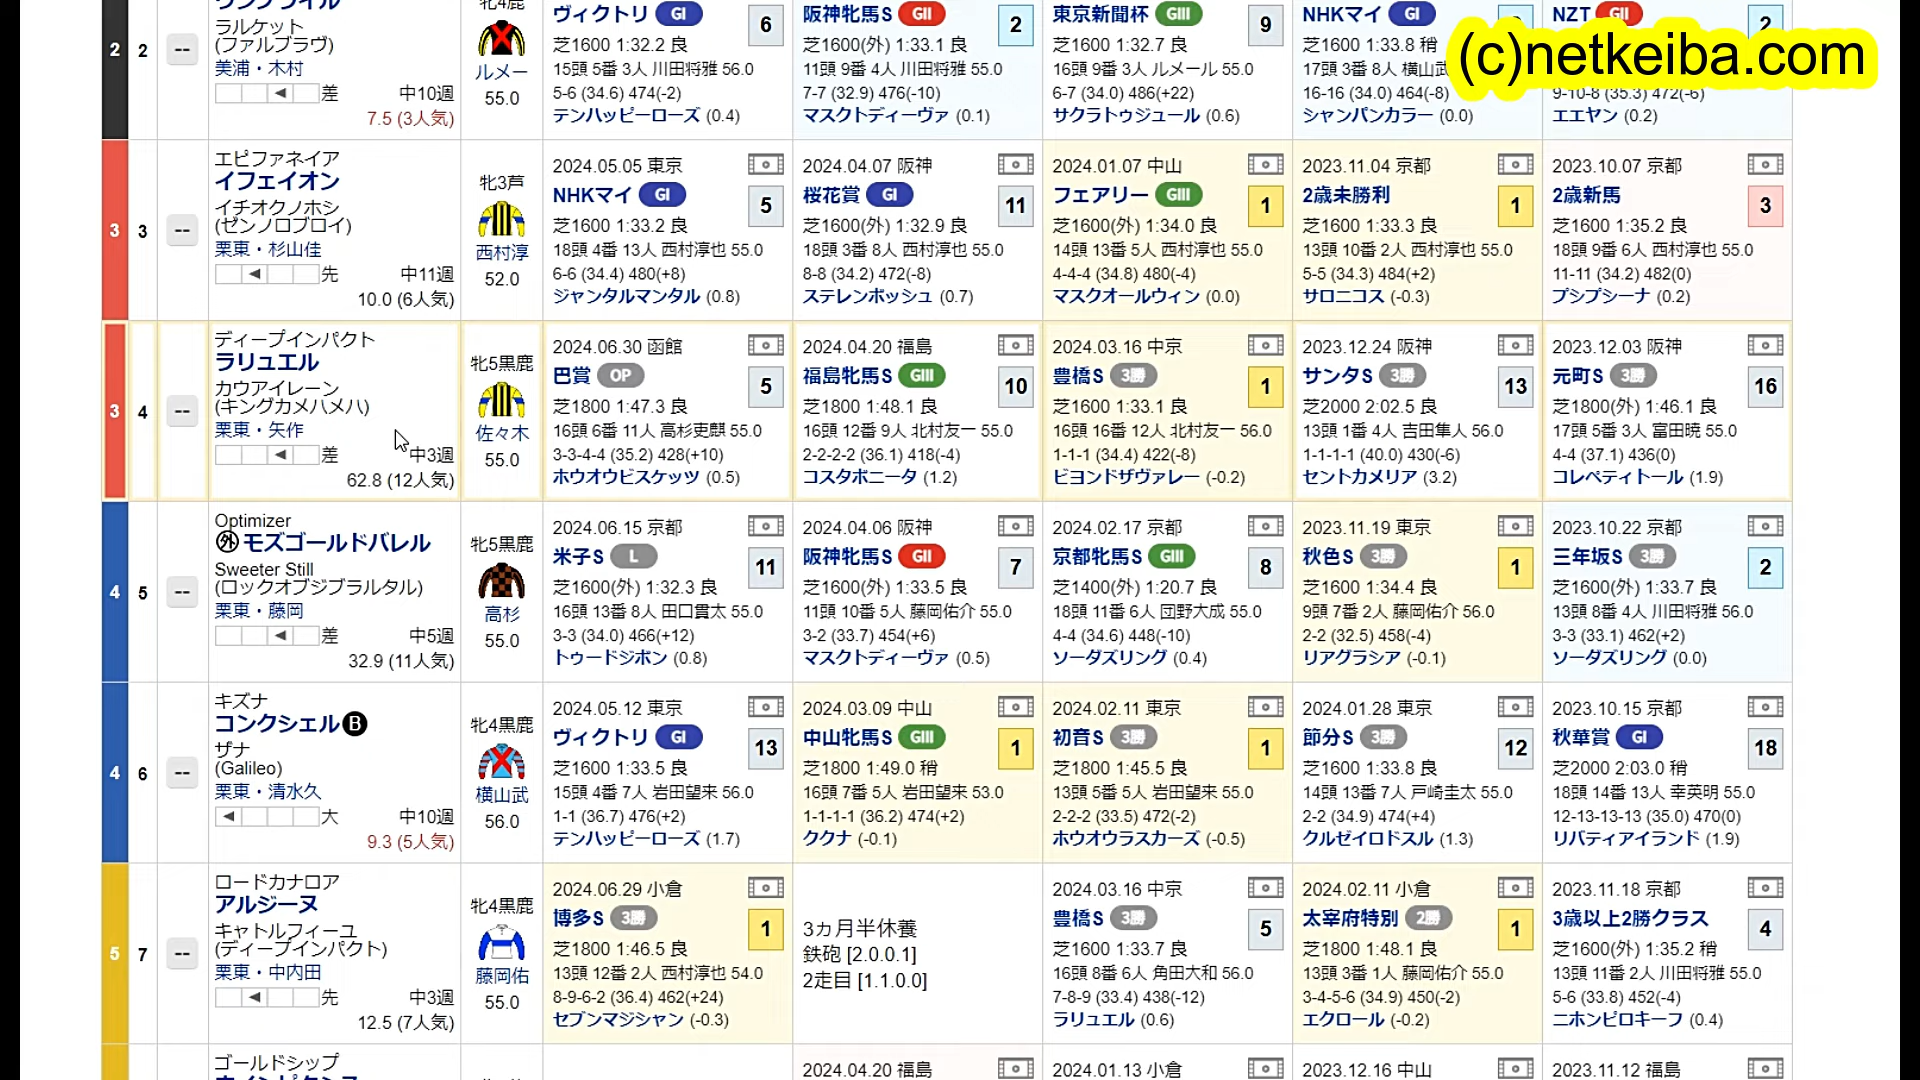 (c)netkeiba.com
2 2 --
ラルケット
(ファルブラヴ)
美浦・木村
差 中10週
7.5 (3人気)
牝4鹿
ルメー
55.0
ヴィクトリ GI 6
芝1600 1:32.2 良
15頭 5番 3人 川田将雅 56.0
5-6 (34.6) 474(-2)
テンハッピーローズ (0.4)
阪神牝馬S GII 2
芝1600(外) 1:33.1 良
11頭 9番 4人 川田将雅 55.0
7-7 (32.9) 476(-10)
マスクトディーヴァ (0.1)
東京新聞杯 GIII 9
芝1600 1:32.7 良
16頭 9番 3人 ルメール 55.0
6-7 (34.0) 486(+22)
サクラトゥジュール (0.6)
NHKマイ GI
芝1600 1:33.8 稍
17頭 3番 8人 横山武
16-16 (34.0) 464(-8)
シャンパンカラー (0.0)
NZT GII 2
9-10-8 (35.3) 472(-6)
エエヤン (0.2)
3 3 --
エピファネイア
イフェイオン
イチオクノホシ
(ゼンノロブロイ)
栗東・杉山佳
先 中11週
10.0 (6人気)
牝3芦
西村淳
52.0
2024.05.05 東京
NHKマイ GI 5
芝1600 1:33.2 良
18頭 4番 13人 西村淳也 55.0
6-6 (34.4) 480(+8)
ジャンタルマンタル (0.8)
2024.04.07 阪神
桜花賞 GI 11
芝1600(外) 1:32.9 良
18頭 3番 8人 西村淳也 55.0
8-8 (34.2) 472(-8)
ステレンボッシュ (0.7)
2024.01.07 中山
フェアリー GIII 1
芝1600(外) 1:34.0 良
14頭 13番 5人 西村淳也 55.0
4-4-4 (34.8) 480(-4)
マスクオールウィン (0.0)
2023.11.04 京都
2歳未勝利 1
芝1600 1:33.3 良
13頭 10番 2人 西村淳也 55.0
5-5 (34.3) 484(+2)
サロニコス (-0.3)
2023.10.07 京都
2歳新馬 3
芝1600 1:35.2 良
18頭 9番 6人 西村淳也 55.0
11-11 (34.2) 482(0)
プシプシーナ (0.2)
3 4 --
ディープインパクト
ラリュエル
カウアイレーン
(キングカメハメハ)
栗東・矢作
差 中3週
62.8 (12人気)
牝5黒鹿
佐々木
55.0
2024.06.30 函館
巴賞 OP 5
芝1800 1:47.3 良
16頭 6番 11人 高杉吏麒 55.0
3-3-4-4 (35.2) 428(+10)
ホウオウビスケッツ (0.5)
2024.04.20 福島
福島牝馬S GIII 10
芝1800 1:48.1 良
16頭 12番 9人 北村友一 55.0
2-2-2-2 (36.1) 418(-4)
コスタボニータ (1.2)
2024.03.16 中京
豊橋S 3勝 1
芝1600 1:33.1 良
16頭 16番 12人 北村友一 56.0
1-1-1 (34.4) 422(-8)
ビヨンドザヴァレー (-0.2)
2023.12.24 阪神
サンタS 3勝 13
芝2000 2:02.5 良
13頭 1番 4人 吉田隼人 56.0
1-1-1-1 (40.0) 430(-6)
セントカメリア (3.2)
2023.12.03 阪神
元町S 3勝 16
芝1800(外) 1:46.1 良
17頭 5番 3人 富田暁 55.0
4-4 (37.1) 436(0)
コレペティトール (1.9)
4 5 --
Optimizer
外 モズゴールドバレル
Sweeter Still
(ロックオブジブラルタル)
栗東・藤岡
差 中5週
32.9 (11人気)
牝5黒鹿
高杉
55.0
2024.06.15 京都
米子S L 11
芝1600(外) 1:32.3 良
16頭 13番 8人 田口貫太 55.0
3-3 (34.0) 466(+12)
トゥードジボン (0.8)
2024.04.06 阪神
阪神牝馬S GII 7
芝1600(外) 1:33.5 良
11頭 10番 5人 藤岡佑介 55.0
3-2 (33.7) 454(+6)
マスクトディーヴァ (0.5)
2024.02.17 京都
京都牝馬S GIII 8
芝1400(外) 1:20.7 良
18頭 11番 6人 団野大成 55.0
4-4 (34.6) 448(-10)
ソーダズリング (0.4)
2023.11.19 東京
秋色S 3勝 1
芝1600 1:34.4 良
9頭 7番 2人 藤岡佑介 56.0
2-2 (32.5) 458(-4)
リアグラシア (-0.1)
2023.10.22 京都
三年坂S 3勝 2
芝1600(外) 1:33.7 良
13頭 8番 4人 川田将雅 56.0
3-3 (33.1) 462(+2)
ソーダズリング (0.0)
4 6 --
キズナ
コンクシェル B
ザナ
(Galileo)
栗東・清水久
大 中10週
9.3 (5人気)
牝4黒鹿
横山武
56.0
2024.05.12 東京
ヴィクトリ GI 13
芝1600 1:33.5 良
15頭 4番 7人 岩田望来 56.0
1-1 (36.7) 476(+2)
テンハッピーローズ (1.7)
2024.03.09 中山
中山牝馬S GIII 1
芝1800 1:49.0 稍
16頭 7番 5人 岩田望来 53.0
1-1-1-1 (36.2) 474(+2)
ククナ (-0.1)
2024.02.11 東京
初音S 3勝 1
芝1800 1:45.5 良
13頭 5番 5人 岩田望来 55.0
2-2-2 (33.5) 472(-2)
ホウオウラスカーズ (-0.5)
2024.01.28 東京
節分S 3勝 12
芝1600 1:33.8 良
14頭 13番 7人 戸崎圭太 55.0
2-2 (34.9) 474(+4)
クルゼイロドスル (1.3)
2023.10.15 京都
秋華賞 GI 18
芝2000 2:03.0 稍
18頭 14番 13人 幸英明 55.0
12-13-13-13 (35.0) 470(0)
リバティアイランド (1.9)
5 7 --
ロードカナロア
アルジーヌ
キャトルフィーユ
(ディープインパクト)
栗東・中内田
先 中3週
12.5 (7人気)
牝4黒鹿
藤岡佑
55.0
2024.06.29 小倉
博多S 3勝 1
芝1800 1:46.5 良
13頭 12番 2人 西村淳也 54.0
8-9-6-2 (36.4) 462(+24)
セブンマジシャン (-0.3)
3ヵ月半休養
鉄砲 [2.0.0.1]
2走目 [1.1.0.0]
2024.03.16 中京
豊橋S 3勝 5
芝1600 1:33.7 良
16頭 8番 6人 角田大和 56.0
7-8-9 (33.4) 438(-12)
ラリュエル (0.6)
2024.02.11 小倉
太宰府特別 2勝 1
芝1800 1:48.1 良
13頭 3番 1人 藤岡佑介 55.0
3-4-5-6 (34.9) 450(-2)
エクロール (-0.2)
2023.11.18 京都
3歳以上2勝クラス 4
芝1600(外) 1:35.2 稍
13頭 11番 2人 川田将雅 55.0
5-6 (33.8) 452(-4)
ニホンピロキーフ (0.4)
ゴールドシップ
2024.04.20 福島
2024.01.13 小倉
2023.12.16 中山
2023.11.12 福島